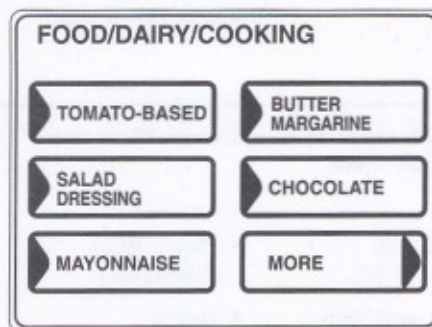 FOOD/DAIRY/COOKING
TOMATO-BASED
BUTTER
MARGARINE
SALAD
DRESSING
CHOCOLATE
MAYONNAISE
MORE